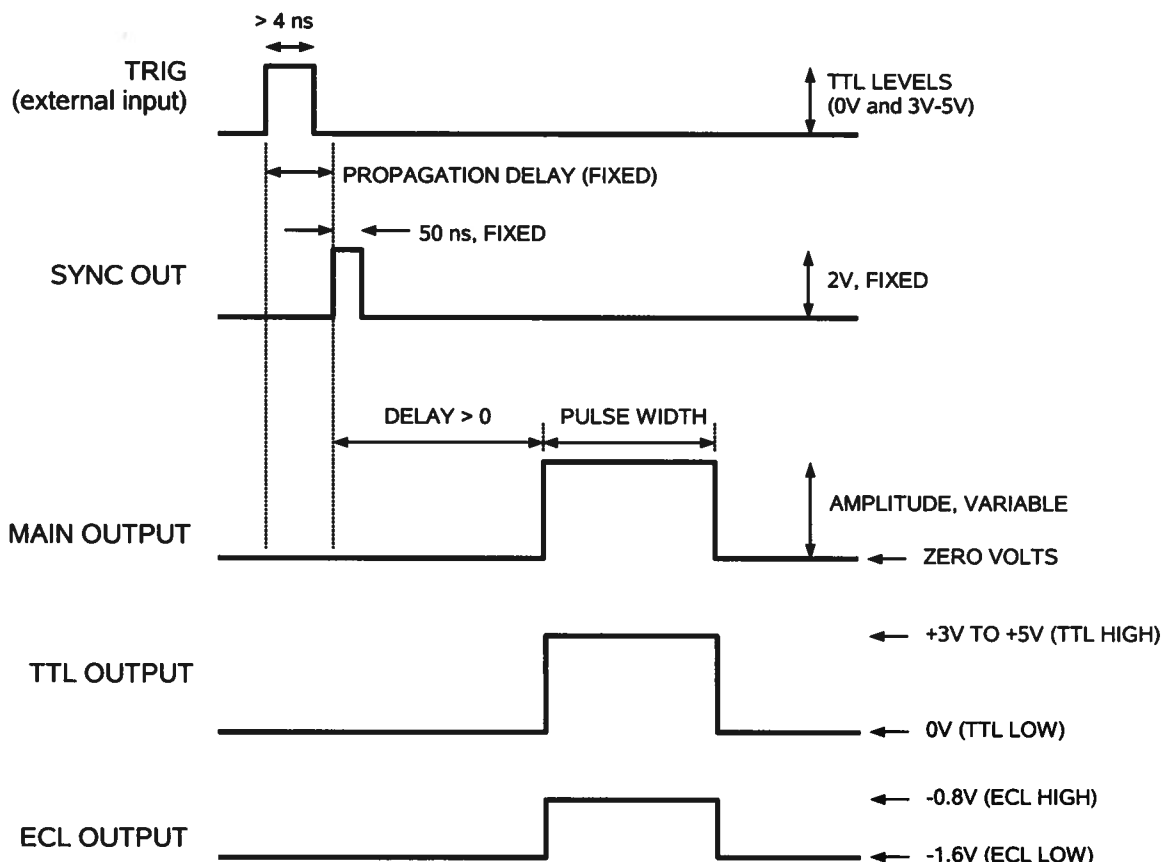 > 4 ns
TRIG
(external input)
TTL LEVELS
(0V and 3V-5V)
PROPAGATION DELAY (FIXED)
50 ns, FIXED
SYNC OUT
2V, FIXED
DELAY > 0
PULSE WIDTH
AMPLITUDE, VARIABLE
MAIN OUTPUT
ZERO VOLTS
+3V TO +5V (TTL HIGH)
TTL OUTPUT
0V (TTL LOW)
-0.8V (ECL HIGH)
ECL OUTPUT
-1.6V (ECL LOW)